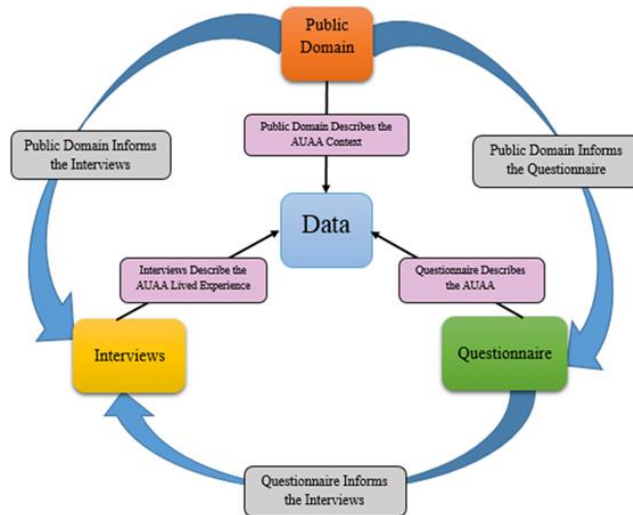 Public
Domain
Public Domain Describes the
AUAA Context
Public Domain Informs
the Interviews
Public Domain Informs
the Questionnaire
Data
Interviews Describe the
AUAA Lived Experience
Questionnaire Describes
the AUAA
Interviews
Questionnaire
Questionnaire Informs
the Interviews